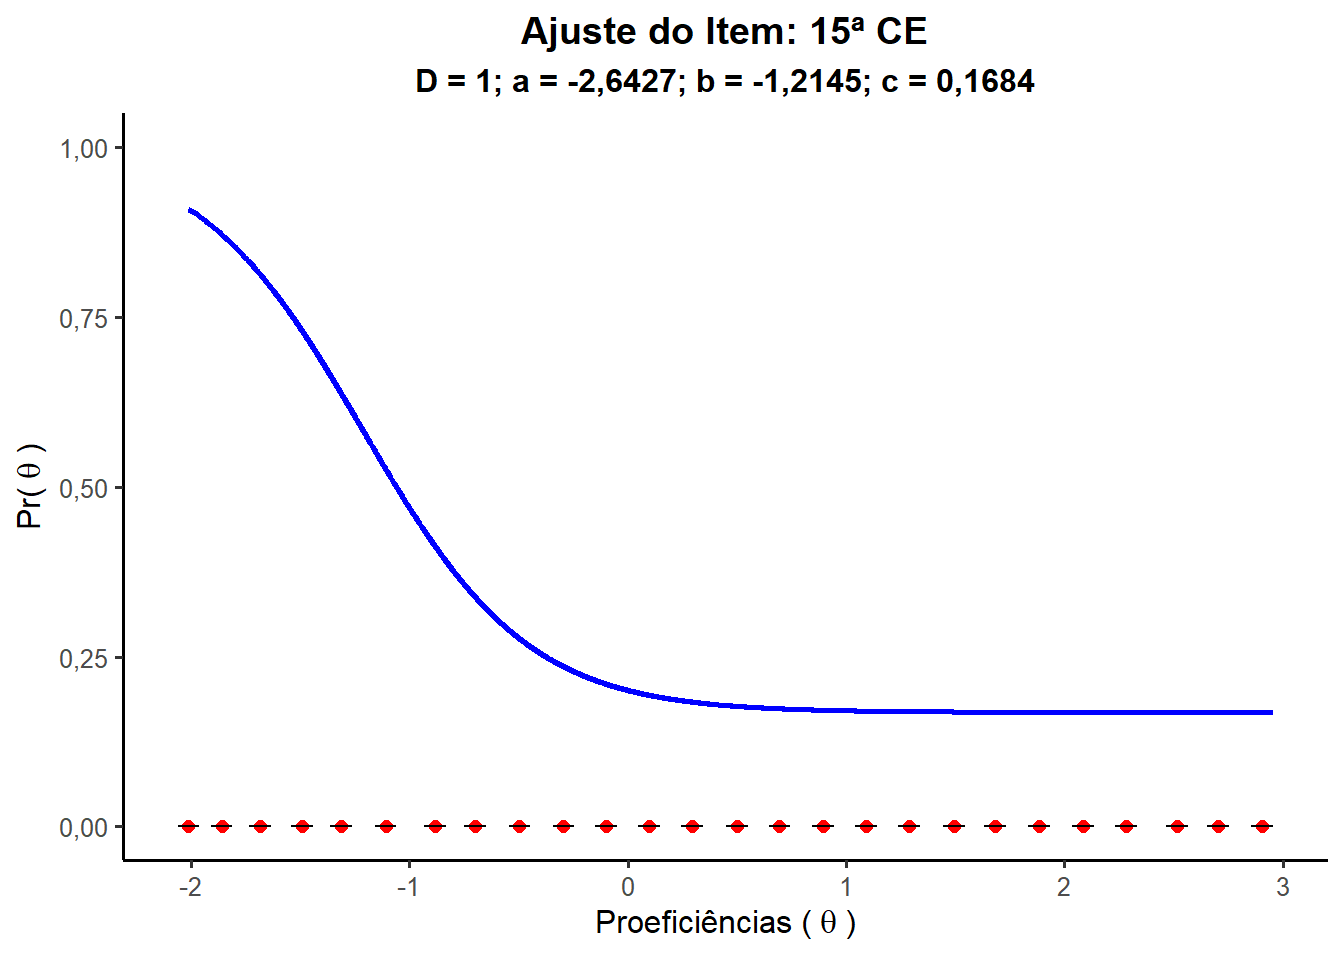 Ajuste do Item: 15ª CE
D = 1; a = -2,6427; b = -1,2145; c = 0,1684
1,00
0,75
0,50
0,25
0,00
Pr( θ )
-2 -1 0 1 2 3
Proeficiências ( θ )